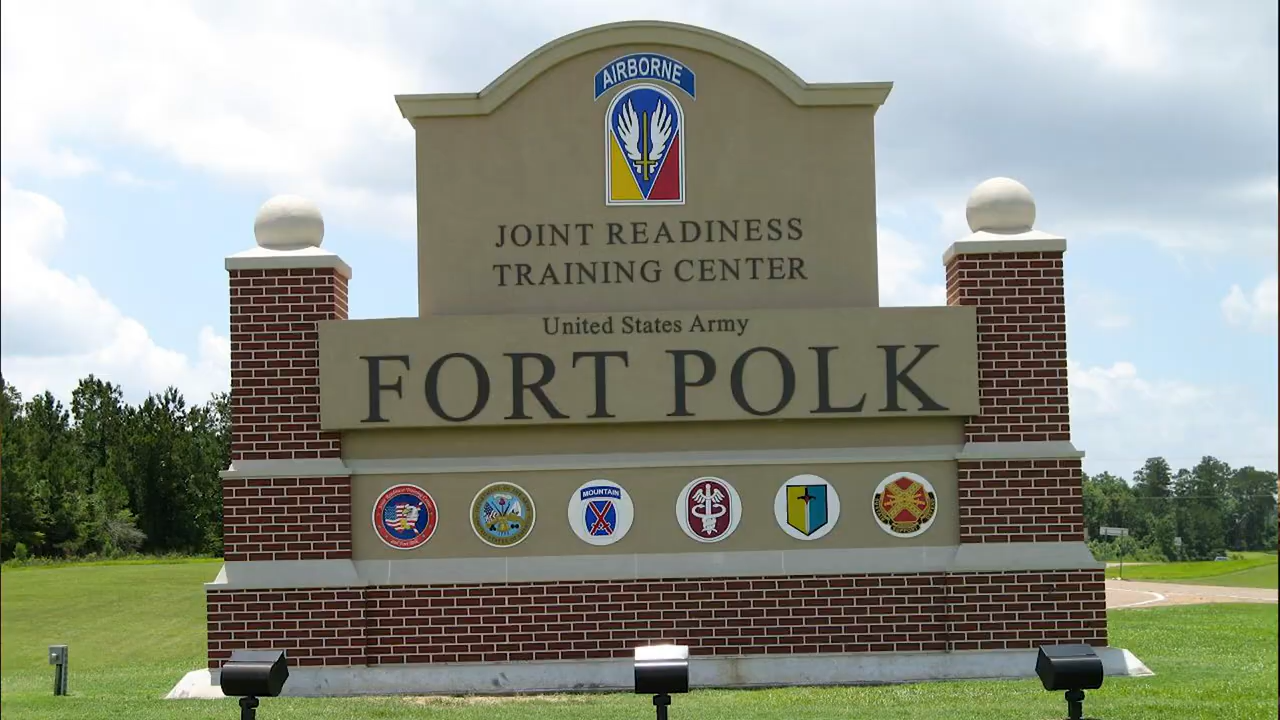 AIRBORNE
JOINT READINESS
TRAINING CENTER
United States Army
FORT POLK
MOUNTAIN